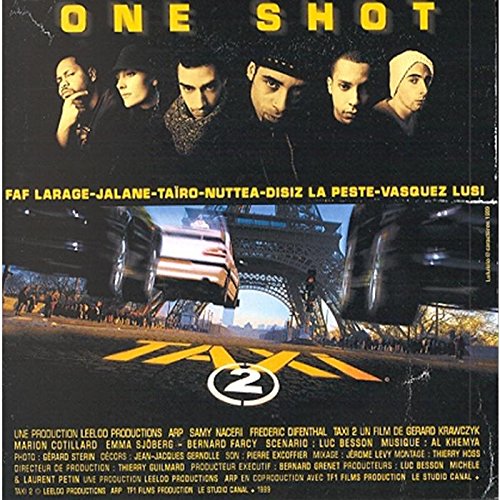 ONE SHOT
FAF LARAGE-JALANE-TAÏRO-NUTTEA-DISIZ LA PESTE-VASQUEZ LUSI
TAXI
2
®
UNE PRODUCTION LEELOO PRODUCTIONS ARP SAMY NACERI FREDERIC DIFENTHAL TAXI 2 UN FILM DE GERARD KRAWCZYK
MARION COTILLARD EMMA SJÖBERG - BERNARD FARCY SCENARIO : LUC BESSON MUSIQUE : AL KHEMYA
PHOTO : GÉRARD STERIN DÉCORS : JEAN-JACQUES GERNOLLE SON : PIERRE EXCOFFIER MIXAGE : JÉROME LEVY MONTAGE : THIERRY HOSS
DIRECTEUR DE PRODUCTION : THIERRY GUILMARD PRODUCTEUR EXECUTIF : BERNARD GRENET PRODUCTEURS : LUC BESSON MICHÈLE
& LAURENT PETIN UNE PRODUCTION LEELOO PRODUCTIONS ARP EN COPRODUCTION AVEC TF1 FILMS PRODUCTION LE STUDIO CANAL +
TAXI 2 © LEELOO PRODUCTIONS ARP TF1 FILMS PRODUCTION LE STUDIO CANAL + 1999